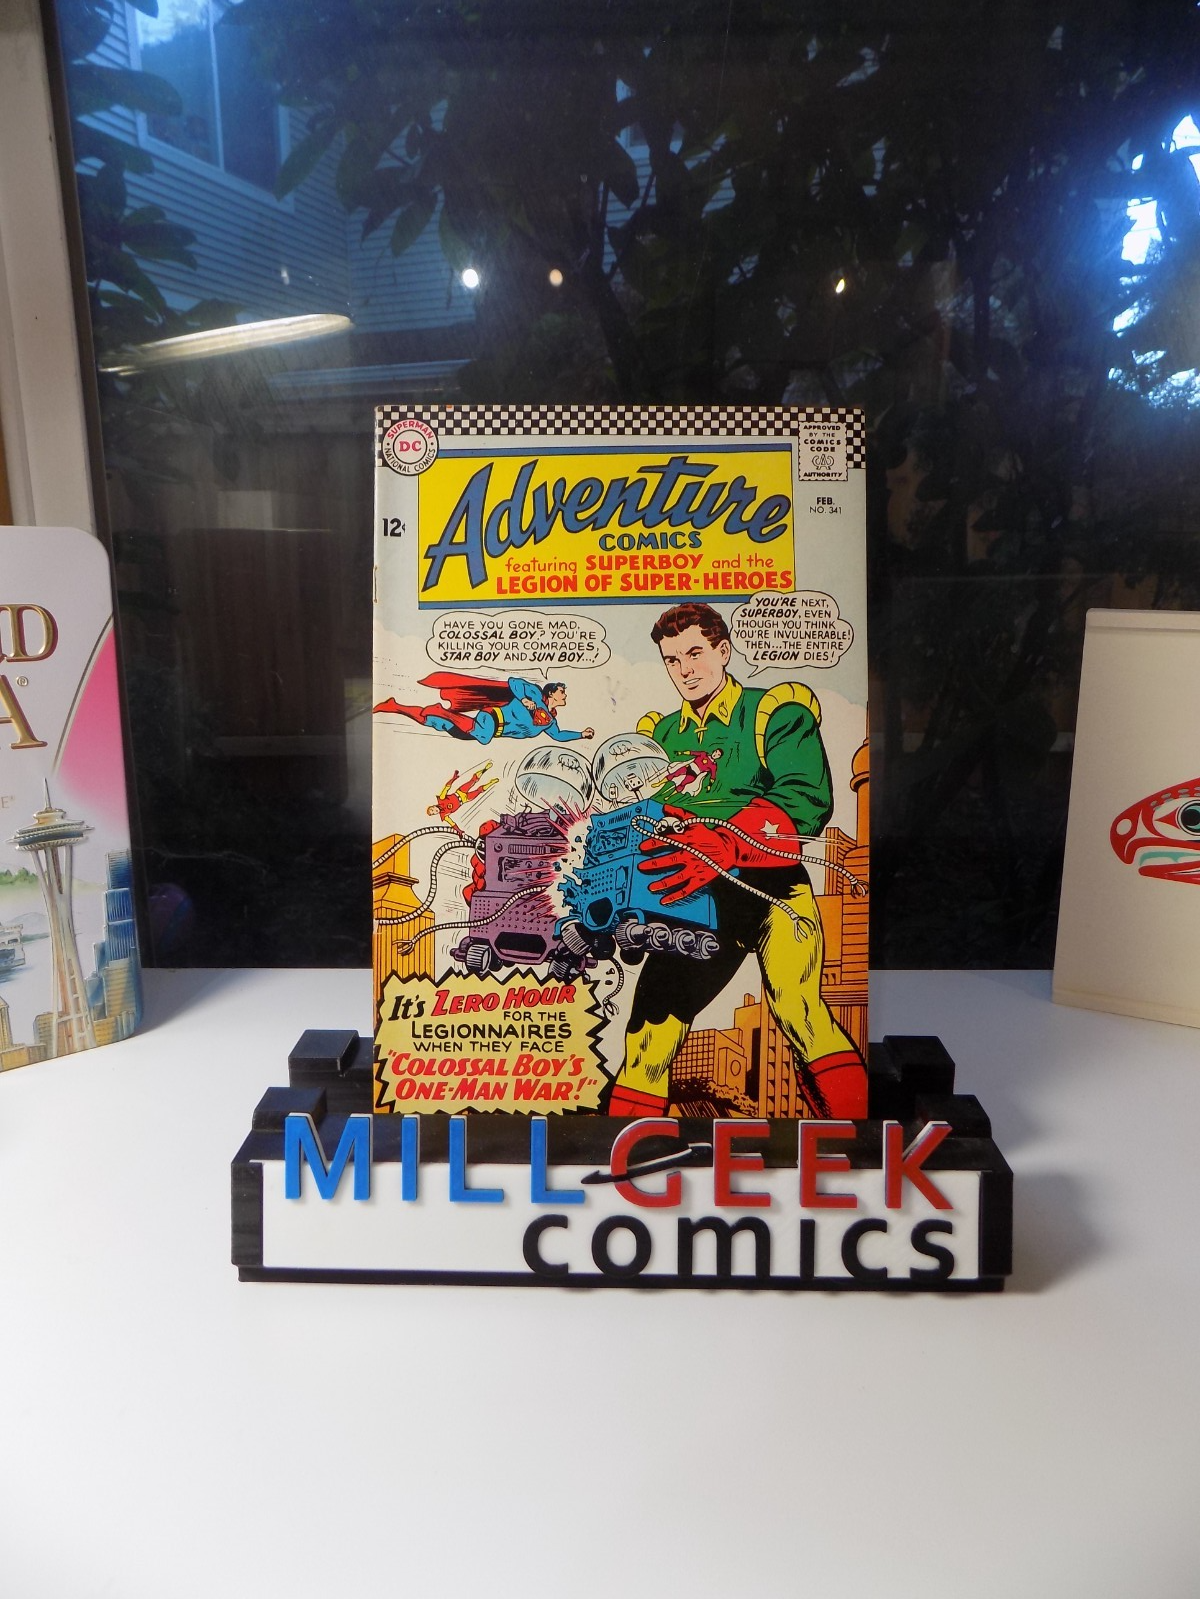 SUPERMAN
DC
NATIONAL COMICS
APPROVED
BY THE
COMICS
CODE
AUTHORITY
Adventure
COMICS
FEB.
NO. 341
12¢
featuring SUPERBOY and the
LEGION OF SUPER-HEROES
HAVE YOU GONE MAD,
COLOSSAL BOY? YOU'RE
KILLING YOUR COMRADES,
STAR BOY AND SUN BOY...!
YOU'RE NEXT,
SUPERBOY, EVEN
THOUGH YOU THINK
YOU'RE INVULNERABLE!
THEN...THE ENTIRE
LEGION DIES!
It's ZERO HOUR
FOR THE
LEGIONNAIRES
WHEN THEY FACE
"COLOSSAL BOY'S
ONE-MAN WAR!"
MILLGEEK
comics
D
A®